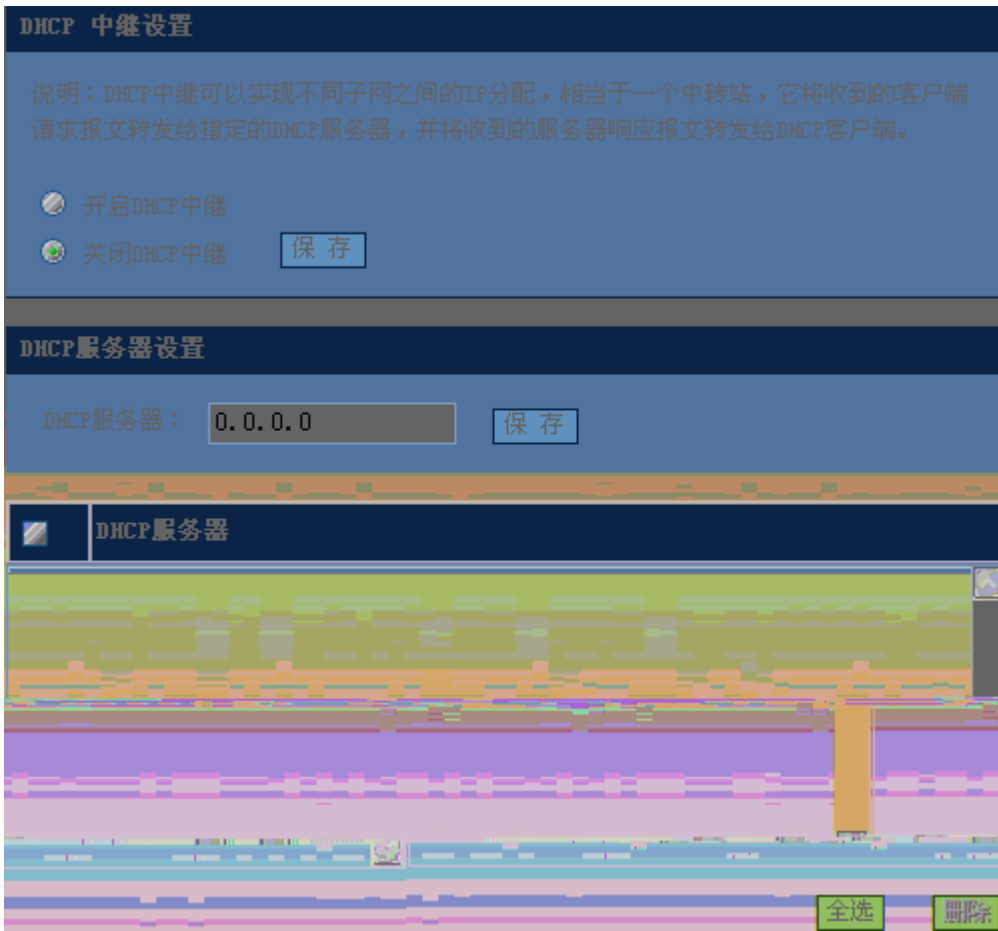 DHCP 中继设置
说明：DHCP中继可以实现不同子网之间的IP分配，相当于一个中转站，它将收到的客户端
请求报文转发给指定的DHCP服务器，并将收到的服务器响应报文转发给DHCP客户端。
开启DHCP中继
关闭DHCP中继 保 存
DHCP服务器设置
DHCP服务器： 0.0.0.0 保 存
DHCP服务器
全选 删除